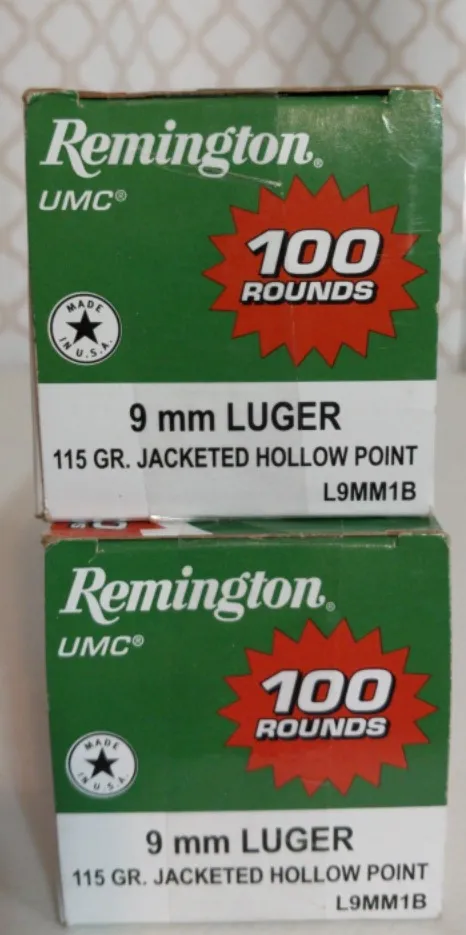 Remington®
UMC®
100
ROUNDS
MADE
IN U.S.A.
9 mm LUGER
115 GR. JACKETED HOLLOW POINT
L9MM1B
Remington®
UMC®
100
ROUNDS
MADE
IN U.S.A.
9 mm LUGER
115 GR. JACKETED HOLLOW POINT
L9MM1B